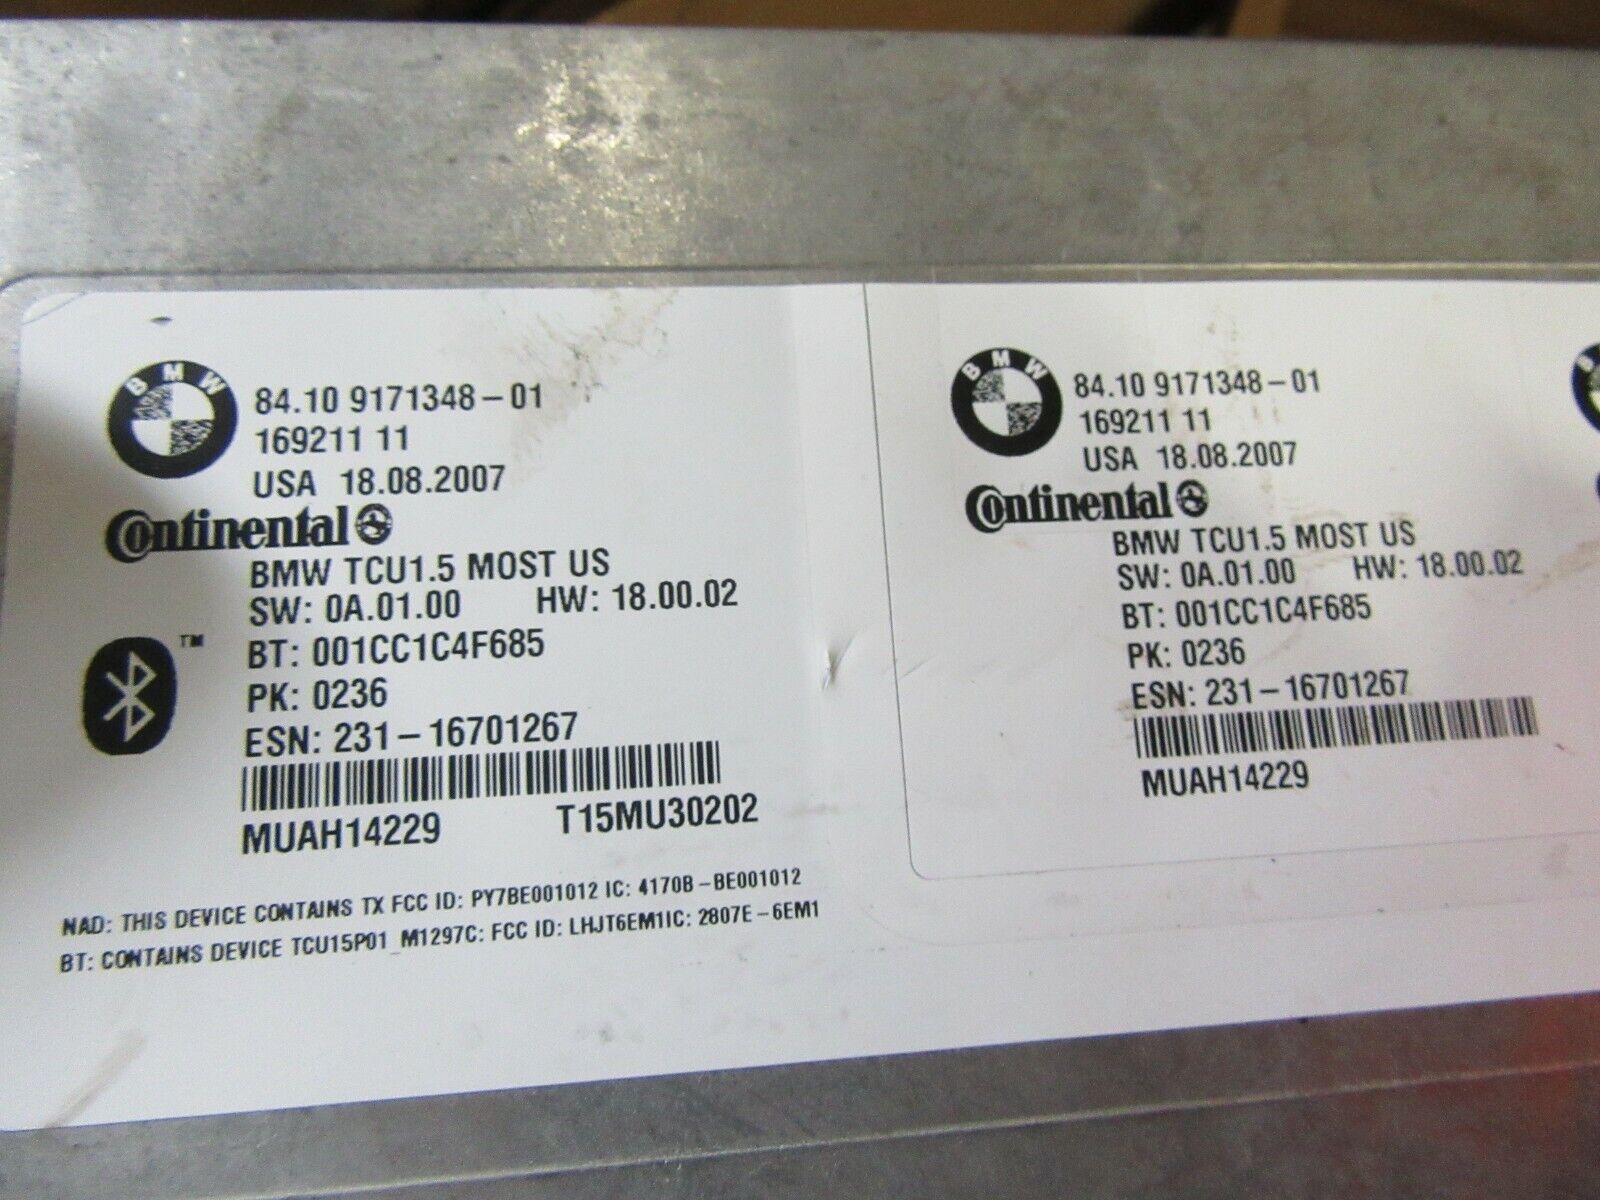 BMW
84.10 9171348-01
169211 11
USA 18.08.2007
Continental
BMW TCU1.5 MOST US
SW: 0A.01.00 HW: 18.00.02
BT: 001CC1C4F685
PK: 0236
ESN: 231-16701267
MUAH14229 T15MU30202
NAD: THIS DEVICE CONTAINS TX FCC ID: PY7BE001012 IC: 4170B-BE001012
BT: CONTAINS DEVICE TCU15P01_M1297C: FCC ID: LHJT6EM1IC: 2807E-6EM1
TM
BMW
84.10 9171348-01
169211 11
USA 18.08.2007
Continental
BMW TCU1.5 MOST US
SW: 0A.01.00 HW: 18.00.02
BT: 001CC1C4F685
PK: 0236
ESN: 231-16701267
MUAH14229